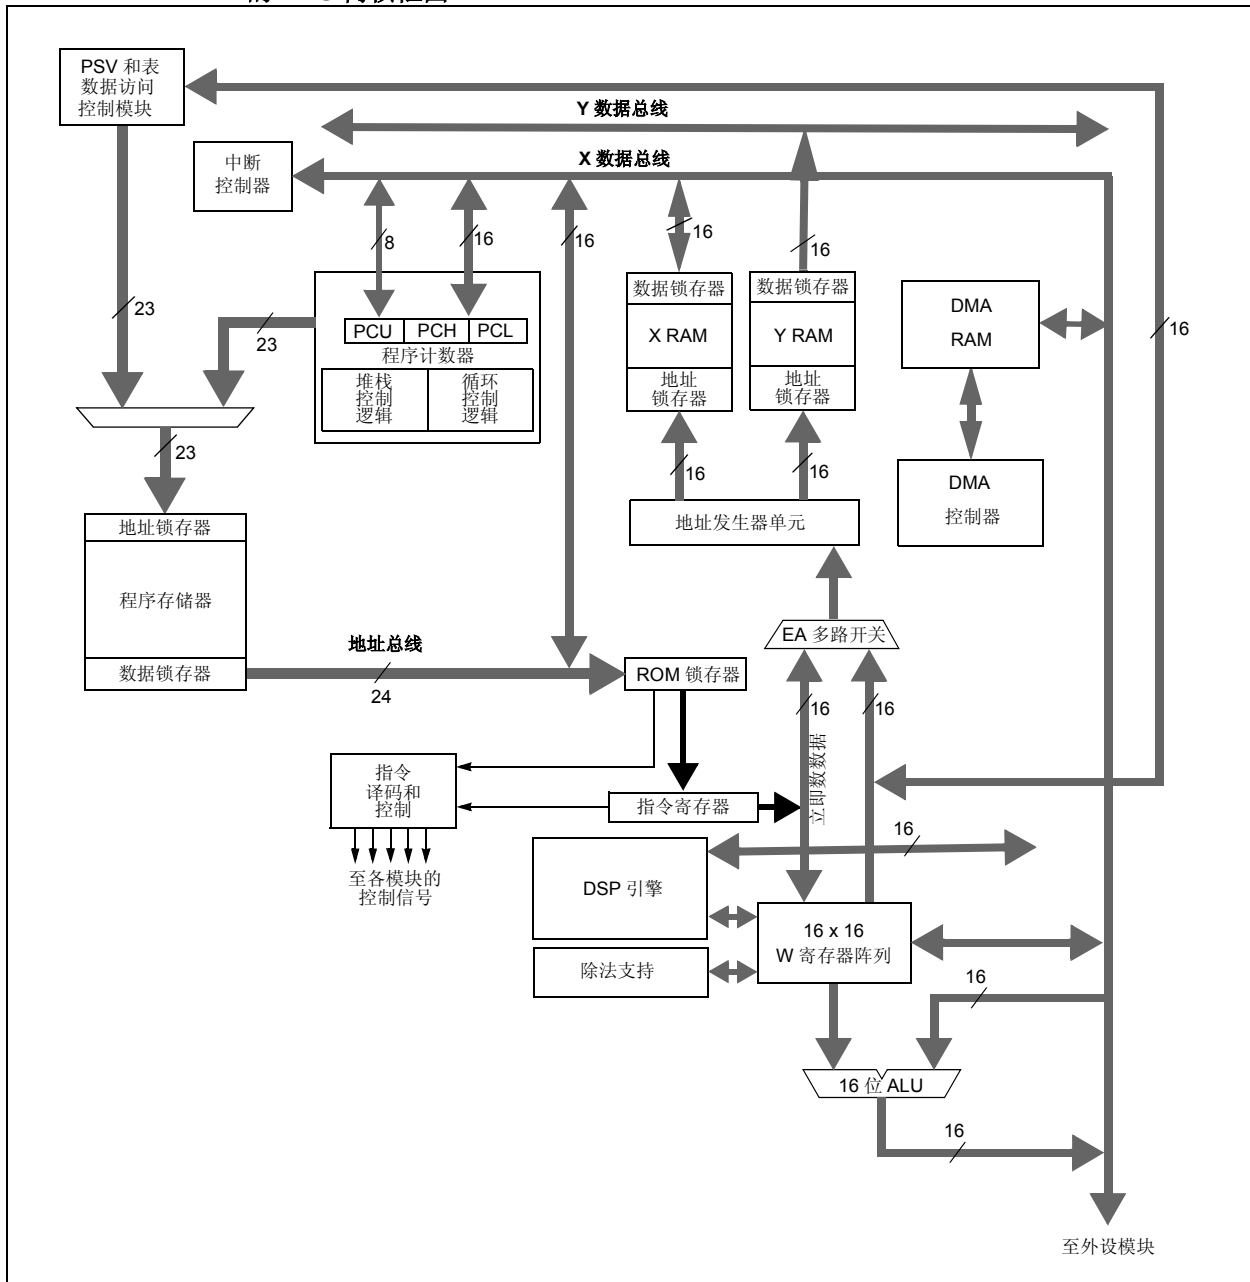 PSV 和表
数据访问
控制模块
Y 数据总线
X 数据总线
中断
控制器
8
16
16
16
16
16
23
23
数据锁存器
X RAM
地址
锁存器
数据锁存器
Y RAM
地址
锁存器
DMA
RAM
PCU
PCH
PCL
程序计数器
堆栈
控制
逻辑
循环
控制
逻辑
23
16
16
DMA
控制器
地址锁存器
程序存储器
数据锁存器
地址发生器单元
EA 多路开关
地址总线
24
ROM 锁存器
16
16
立即数数据
指令
译码和
控制
指令寄存器
至各模块的
控制信号
16
DSP 引擎
16 x 16
W 寄存器阵列
除法支持
16
16 位 ALU
16
至外设模块